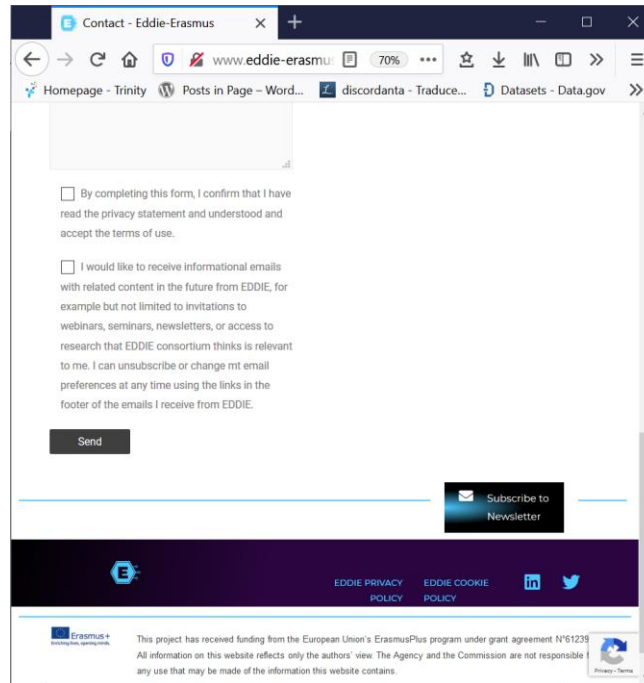 Contact - Eddie-Erasmus
www.eddie-erasmu
70%
Homepage - Trinity
Posts in Page – Word...
discordanta - Traduce...
Datasets - Data.gov
By completing this form, I confirm that I have
read the privacy statement and understood and
accept the terms of use.
I would like to receive informational emails
with related content in the future from EDDIE, for
example but not limited to invitations to
webinars, seminars, newsletters, or access to
research that EDDIE consortium thinks is relevant
to me. I can unsubscribe or change mt email
preferences at any time using the links in the
footer of the emails I receive from EDDIE.
Send
Subscribe to
Newsletter
EDDIE PRIVACY
POLICY
EDDIE COOKIE
POLICY
Erasmus+
Enriching lives, opening minds.
This project has received funding from the European Union's ErasmusPlus program under grant agreement N°61239
All information on this website reflects only the authors' view. The Agency and the Commission are not responsible
any use that may be made of the information this website contains.
Privacy - Terms